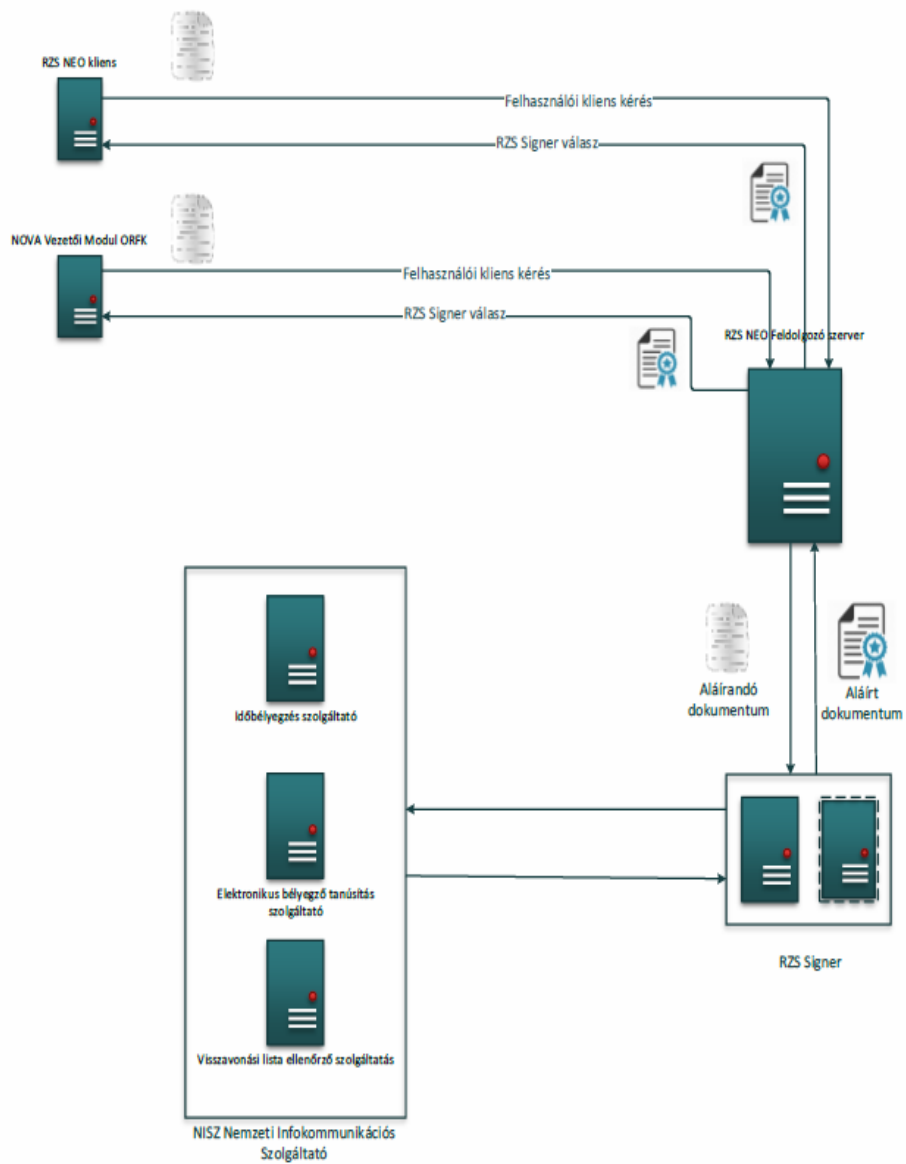 RZS NEO kliens
Felhasználói kliens kérés
RZS Signer válasz
NOVA Vezetői Modul ORFK
Felhasználói kliens kérés
RZS Signer válasz
RZS NEO Feldolgozó szerver
Időbélyegzés szolgáltató
Aláírandó
dokumentum
Aláírt
dokumentum
Elektronikus bélyegző tanúsítás
szolgáltató
RZS Signer
Visszavonási lista ellenőrző szolgáltatás
NISZ Nemzeti Infokommunikációs
Szolgáltató